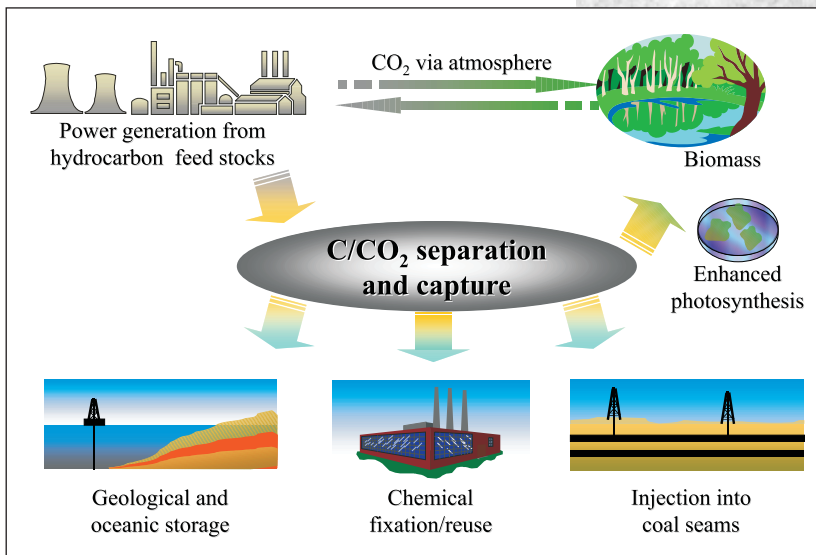 CO₂ via atmosphere
Power generation from
hydrocarbon feed stocks
Biomass
C/CO₂ separation
and capture
Enhanced
photosynthesis
Geological and
oceanic storage
Chemical
fixation/reuse
Injection into
coal seams